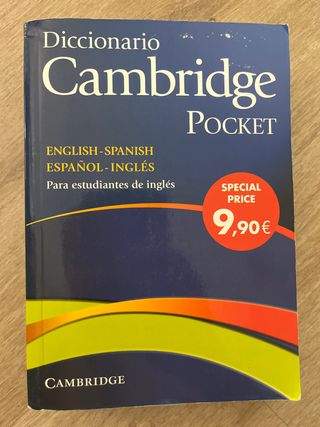 Diccionario
Cambridge
POCKET
ENGLISH-SPANISH
ESPAÑOL-INGLÉS
Para estudiantes de inglés
SPECIAL
PRICE
9,90€
CAMBRIDGE